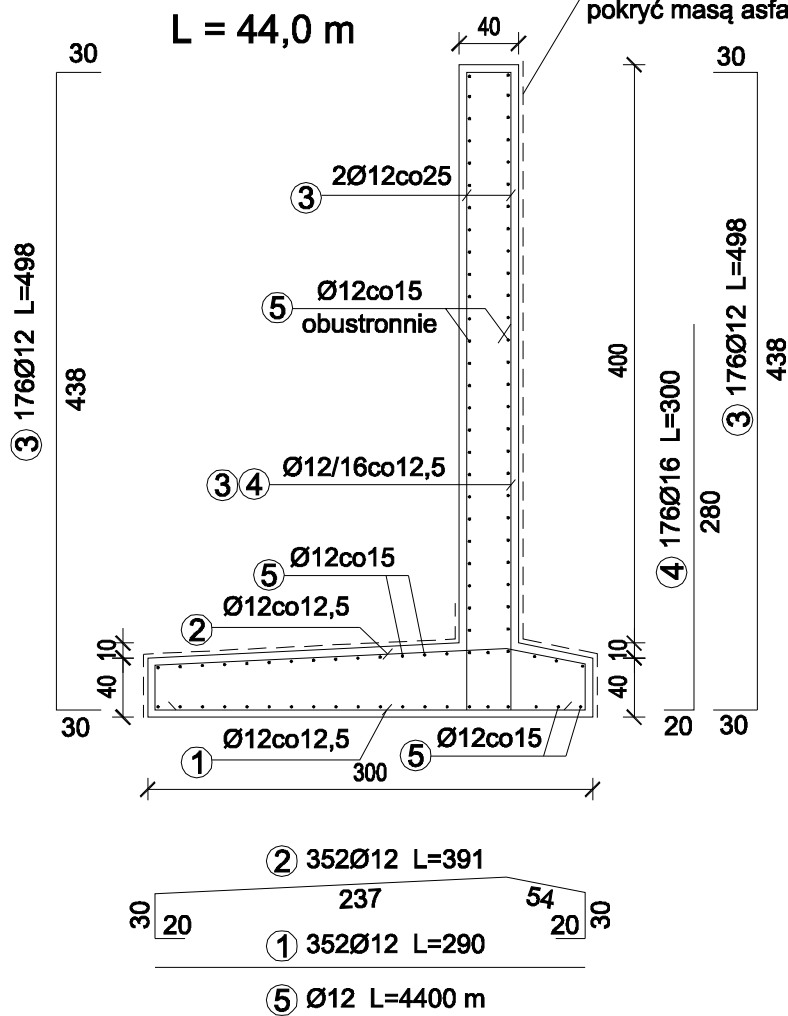 pokryć masą asfa
L = 44,0 m
40
30
30
2Ø12co25
3
3 176Ø12 L=498
438
Ø12co15
5
obustronnie
400
4 176Ø16 L=300
280
3 176Ø12 L=498
438
Ø12/16co12,5
3 4
Ø12co15
5
Ø12co12,5
2
10
40
10
40
30
20
30
Ø12co12,5
1
Ø12co15
5
300
2 352Ø12 L=391
237
54
30
20
20
30
1 352Ø12 L=290
5 Ø12 L=4400 m